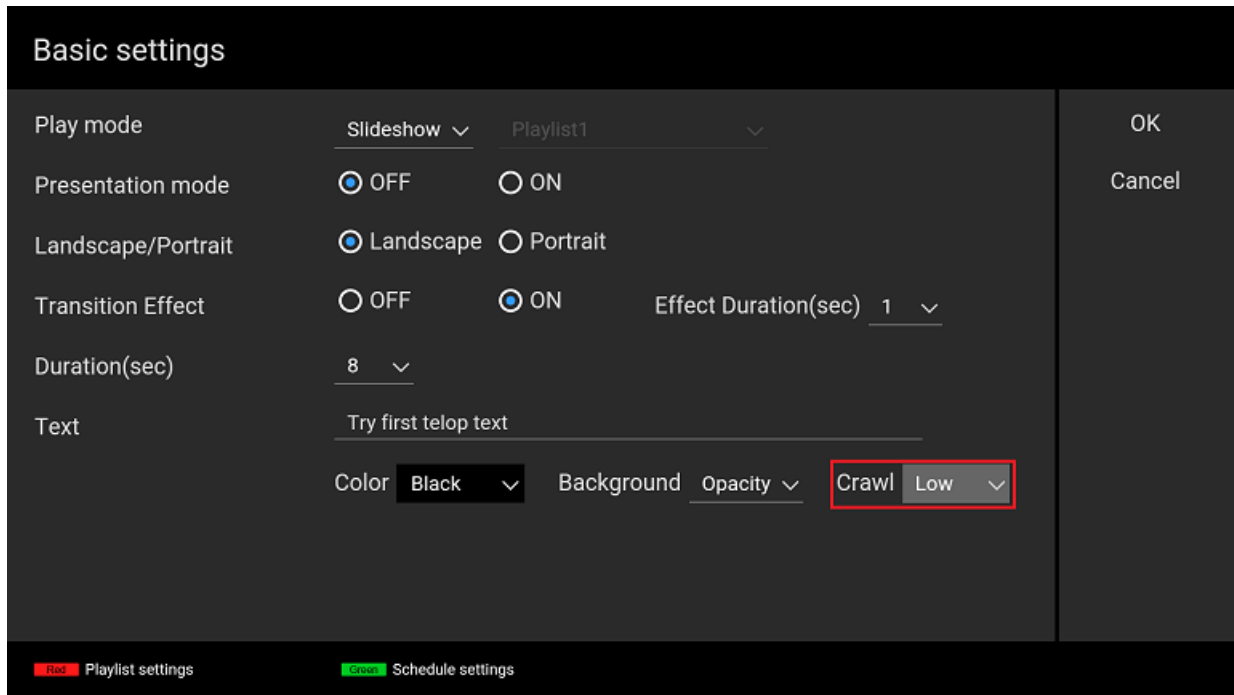 Basic settings
Play mode Slideshow Playlist1 OK
Presentation mode OFF ON Cancel
Landscape/Portrait Landscape Portrait
Transition Effect OFF ON Effect Duration(sec) 1
Duration(sec) 8
Text Try first telop text
Color Black Background Opacity Crawl Low
Red Playlist settings Green Schedule settings